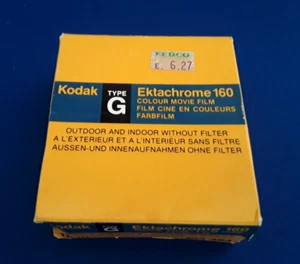 FEDCO
E. 6.27
Kodak TYPE G Ektachrome 160
COLOUR MOVIE FILM
FILM CINE EN COULEURS
FARBFILM
OUTDOOR AND INDOOR WITHOUT FILTER
A L'EXTERIEUR ET A L'INTERIEUR SANS FILTRE
AUSSEN-UND INNENAUFNAHMEN OHNE FILTER
Kodak G Ektachrome 160